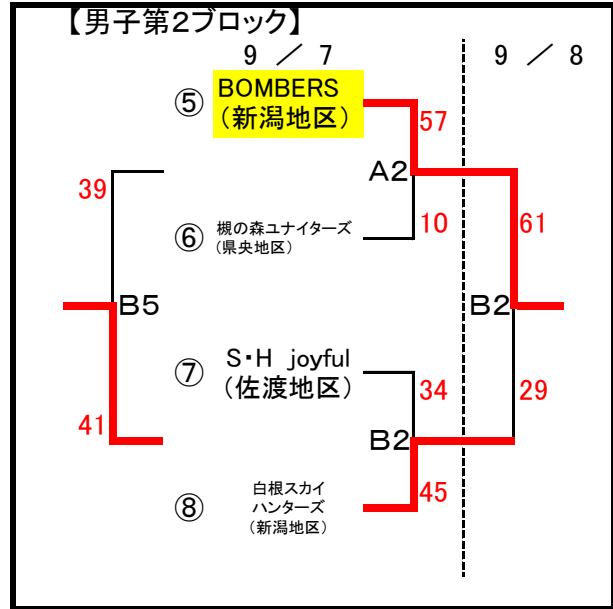 【男子第2ブロック】
9 ／ 7
9 ／ 8
⑤
BOMBERS
(新潟地区)
57
A2
39
⑥
槻の森ユナイターズ
(県央地区)
10
61
B5
B2
⑦
S・H joyful
(佐渡地区)
34
29
41
B2
⑧
白根スカイ
ハンターズ
(新潟地区)
45